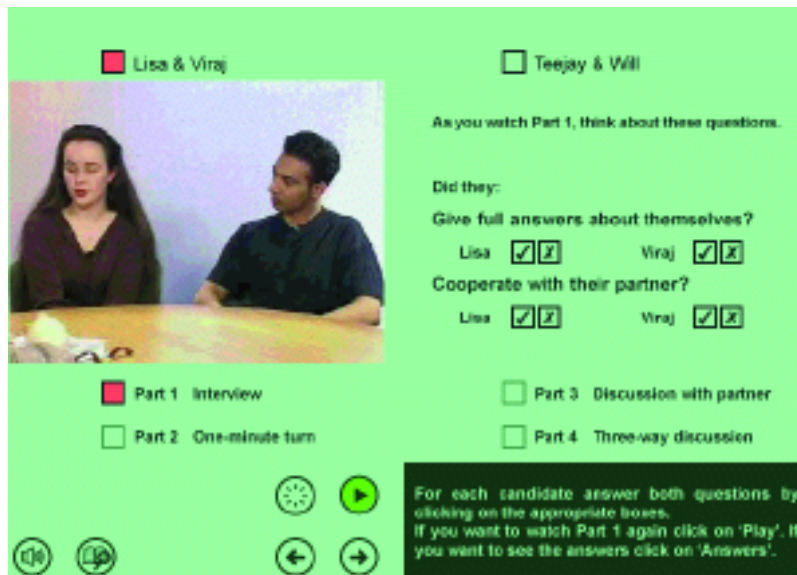 Lisa & Viraj
Teejay & Will
As you watch Part 1, think about these questions.
Did they:
Give full answers about themselves?
Lisa ✓ ✗ Viraj ✓ ✗
Cooperate with their partner?
Lisa ✓ ✗ Viraj ✓ ✗
Part 1 Interview
Part 2 One-minute turn
Part 3 Discussion with partner
Part 4 Three-way discussion
For each candidate answer both questions by
clicking on the appropriate boxes.
If you want to watch Part 1 again click on 'Play'. If
you want to see the answers click on 'Answers'.